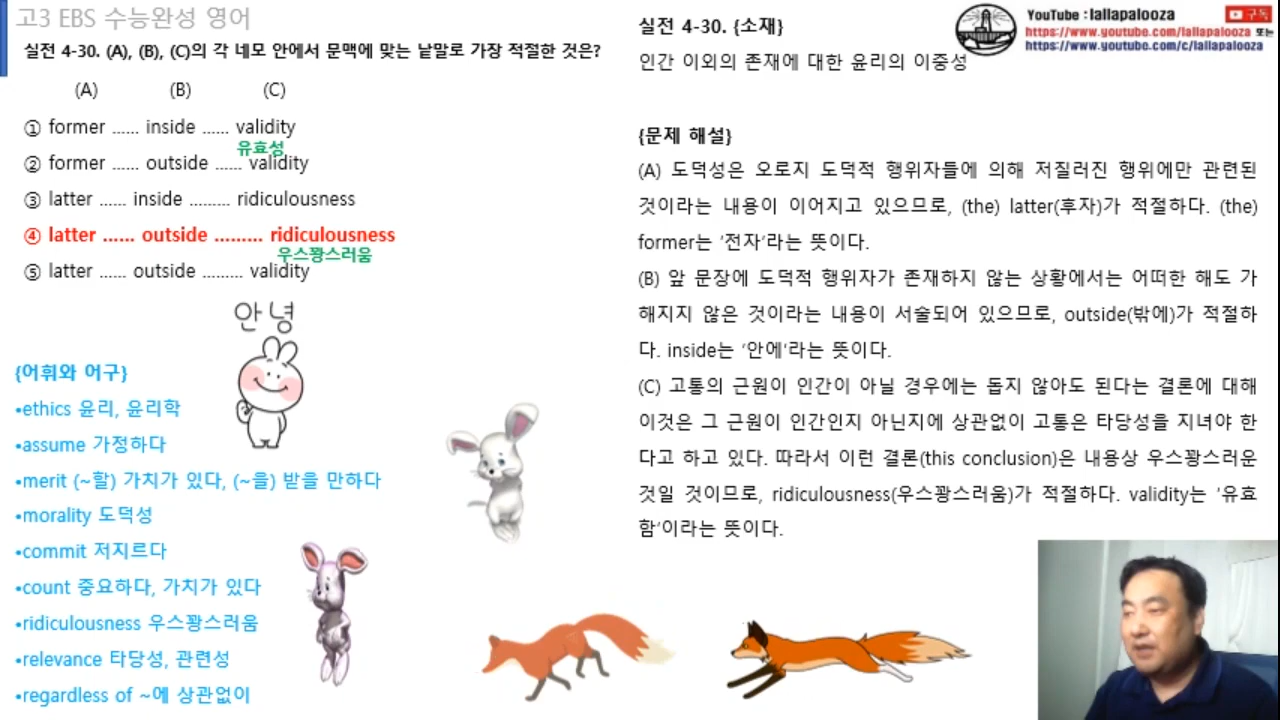 고3 EBS 수능완성 영어
실전 4-30. (A), (B), (C)의 각 네모 안에서 문맥에 맞는 낱말로 가장 적절한 것은?
(A) (B) (C)
① former ...... inside ...... validity
유효성
② former ...... outside ...... validity
③ latter ...... inside ......... ridiculousness
④ latter ...... outside ......... ridiculousness
우스꽝스러움
⑤ latter ...... outside ......... validity
안녕
{어휘와 어구}
•ethics 윤리, 윤리학
•assume 가정하다
•merit (~할) 가치가 있다, (~을) 받을 만하다
•morality 도덕성
•commit 저지르다
•count 중요하다, 가치가 있다
•ridiculousness 우스꽝스러움
•relevance 타당성, 관련성
•regardless of ~에 상관없이
실전 4-30. {소재}
인간 이외의 존재에 대한 윤리의 이중성
YouTube : lallapalooza 구독
https://www.youtube.com/lallapalooza 또는
https://www.youtube.com/c/lallapalooza
{문제 해설}
(A) 도덕성은 오로지 도덕적 행위자들에 의해 저질러진 행위에만 관련된
것이라는 내용이 이어지고 있으므로, (the) latter(후자)가 적절하다. (the)
former는 '전자'라는 뜻이다.
(B) 앞 문장에 도덕적 행위자가 존재하지 않는 상황에서는 어떠한 해도 가
해지지 않은 것이라는 내용이 서술되어 있으므로, outside(밖에)가 적절하
다. inside는 '안에'라는 뜻이다.
(C) 고통의 근원이 인간이 아닐 경우에는 돕지 않아도 된다는 결론에 대해
이것은 그 근원이 인간인지 아닌지에 상관없이 고통은 타당성을 지녀야 한
다고 하고 있다. 따라서 이런 결론(this conclusion)은 내용상 우스꽝스러운
것일 것이므로, ridiculousness(우스꽝스러움)가 적절하다. validity는 '유효
함'이라는 뜻이다.